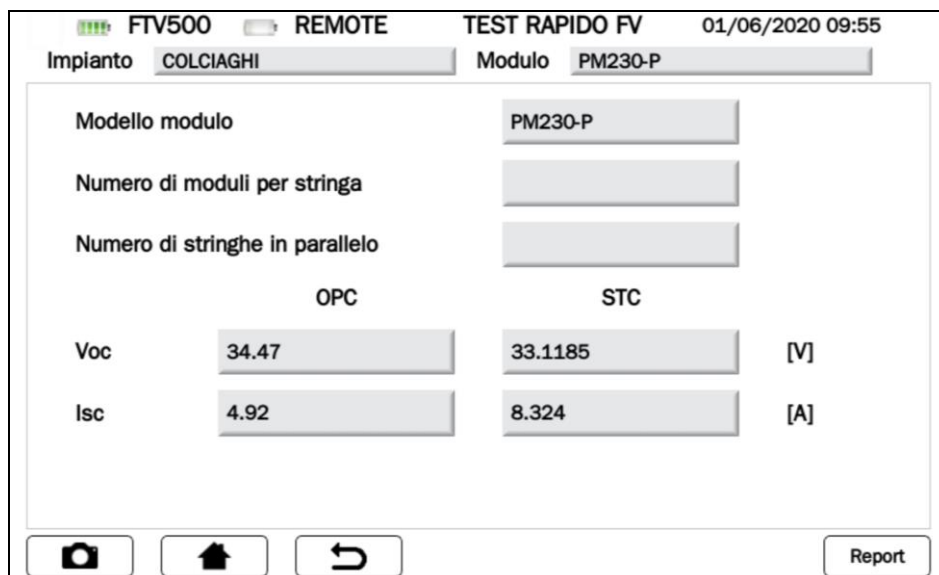 FTV500 REMOTE TEST RAPIDO FV 01/06/2020 09:55
Impianto COLCIAGHI Modulo PM230-P
Modello modulo PM230-P
Numero di moduli per stringa
Numero di stringhe in parallelo
OPC STC
Voc 34.47 33.1185 [V]
Isc 4.92 8.324 [A]
Report